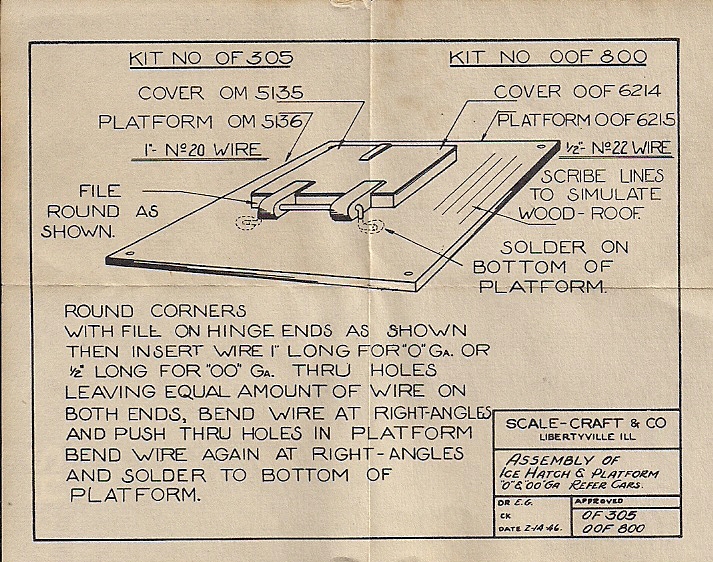 KIT NO OF 305
KIT NO OOF 800
COVER OM 5135
PLATFORM OM 5136
1"- Nº20 WIRE
COVER OOF 6214
PLATFORM OOF 6215
½"- Nº22 WIRE
FILE
ROUND AS
SHOWN.
SCRIBE LINES
TO SIMULATE
WOOD-ROOF.
SOLDER ON
BOTTOM OF
PLATFORM.
ROUND CORNERS
WITH FILE ON HINGE ENDS AS SHOWN
THEN INSERT WIRE 1" LONG FOR "O" GA. OR
½" LONG FOR "OO" GA. THRU HOLES
LEAVING EQUAL AMOUNT OF WIRE ON
BOTH ENDS, BEND WIRE AT RIGHT-ANGLES
AND PUSH THRU HOLES IN PLATFORM
BEND WIRE AGAIN AT RIGHT-ANGLES
AND SOLDER TO BOTTOM OF
PLATFORM.
SCALE-CRAFT & CO
LIBERTYVILLE ILL
ASSEMBLY OF
ICE HATCH & PLATFORM
"O" & "OO" GA REFER CARS.
DR E.G.
CK
DATE 2-14-46.
APPROVED
OF 305
OOF 800